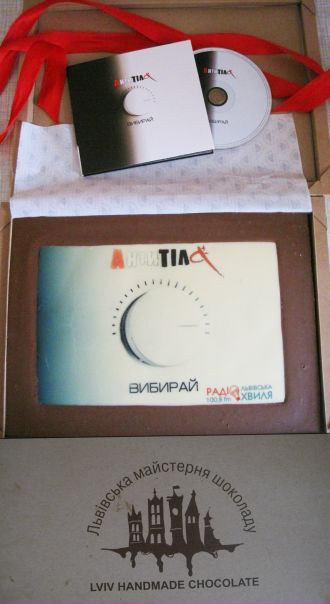 АнтитілА
ВИБИРАЙ
АнтитілА
ВИБИРАЙ
АнтитілА
ВИБИРАЙ
РАДІО ЛЬВІВСЬКА
100,8 fm ХВИЛЯ
Львівська майстерня шоколаду
LVIV HANDMADE CHOCOLATE